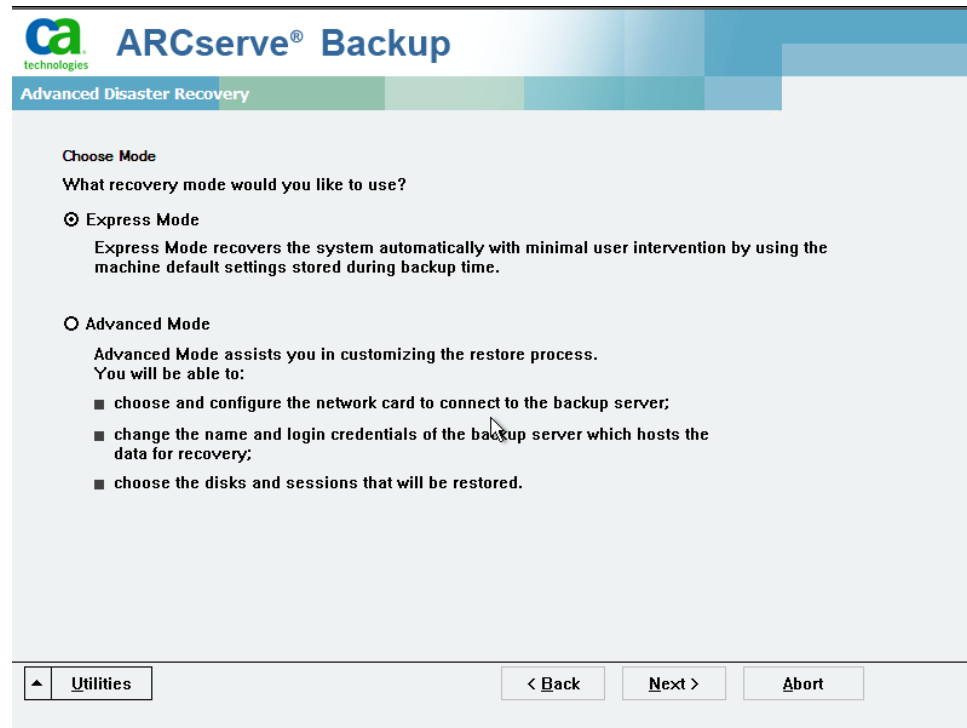 ca
technologies
ARCserve® Backup
Advanced Disaster Recovery
Choose Mode
What recovery mode would you like to use?
Express Mode
Express Mode recovers the system automatically with minimal user intervention by using the
machine default settings stored during backup time.
Advanced Mode
Advanced Mode assists you in customizing the restore process.
You will be able to:
choose and configure the network card to connect to the backup server;
change the name and login credentials of the backup server which hosts the
data for recovery;
choose the disks and sessions that will be restored.
Utilities
< Back
Next >
Abort